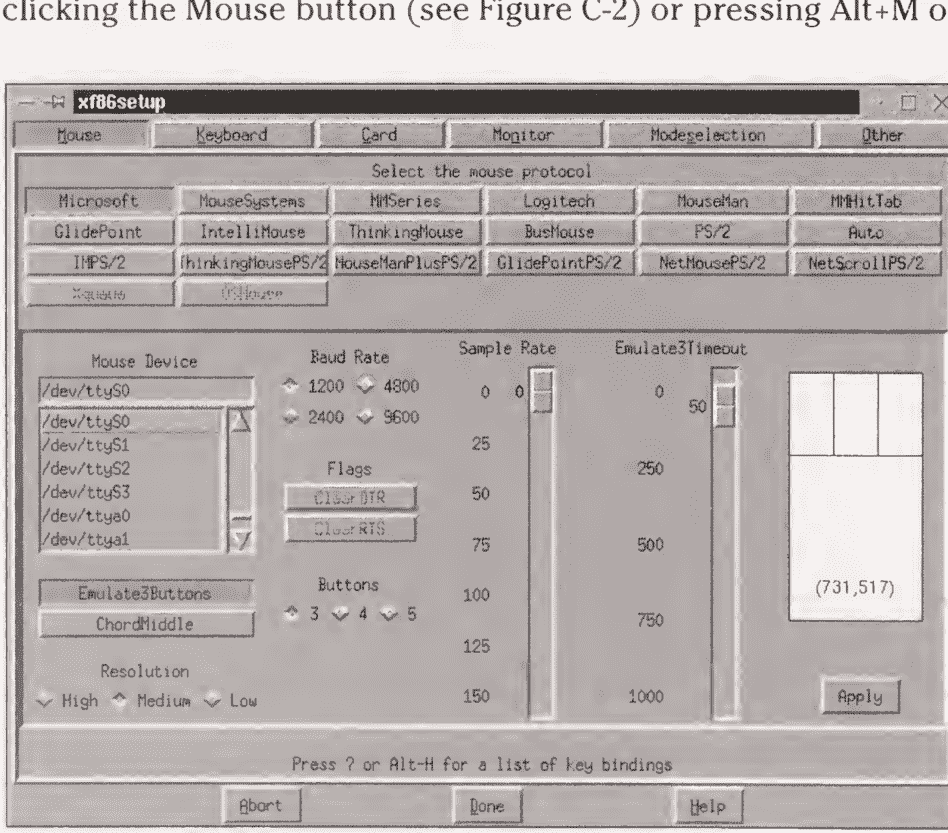 clicking the Mouse button (see Figure C-2) or pressing Alt+M o
xf86setup
Mouse Keyboard Card Monitor Modeselection Other
Select the mouse protocol
Microsoft MouseSystems MMSeries Logitech MouseMan MMHitTab
GlidePoint IntelliMouse ThinkingMouse BusMouse PS/2 Auto
IMPS/2 ThinkingMousePS/2 MouseManPlusPS/2 GlidePointPS/2 NetMousePS/2 NetScrollPS/2
Xqueue OSMouse
Mouse Device
/dev/ttyS0
/dev/ttyS0
/dev/ttyS1
/dev/ttyS2
/dev/ttyS3
/dev/ttya0
/dev/ttya1
Emulate3Buttons
ChordMiddle
Resolution
High Medium Low
Baud Rate
1200 4800
2400 9600
Flags
ClearDTR
ClearRTS
Buttons
3 4 5
Sample Rate
0 0
25
50
75
100
125
150
Emulate3Timeout
0
50
250
500
750
1000
(731,517)
Apply
Press ? or Alt-H for a list of key bindings
Abort Done Help